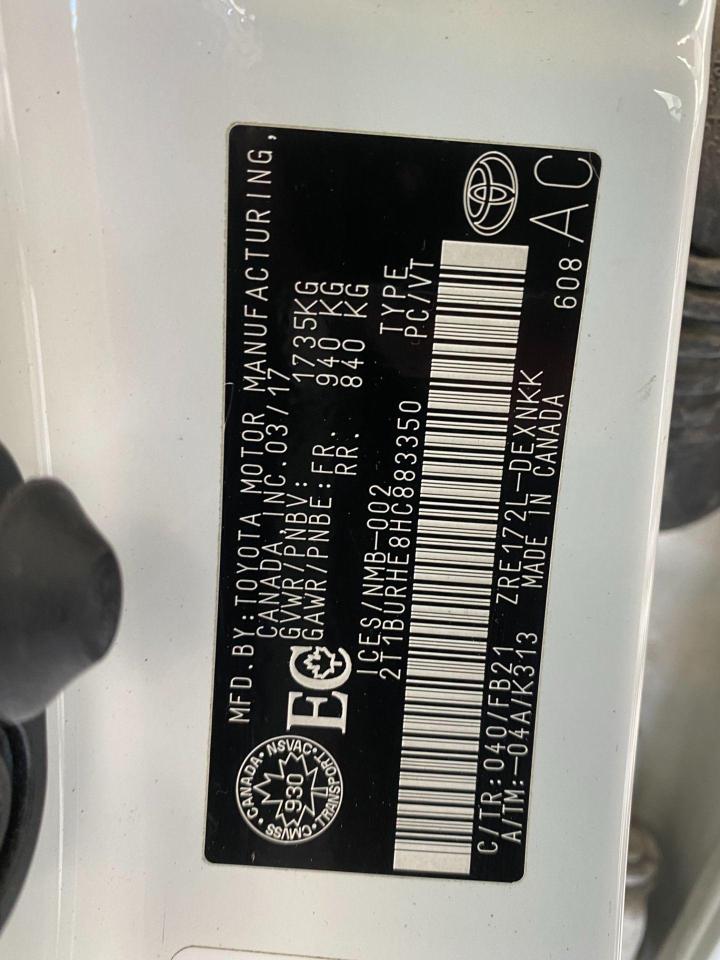 MFD.BY:TOYOTA MOTOR MANUFACTURING,
CANADA,INC.03/17
GVWR/PNBV: 1735KG
GAWR/PNBE:FR. 940 KG
RR. 840 KG
CANADA • NSVAC • TRANSPORT • CMVSS
930
EC
ICES/NMB-002
2T1BURHE8HC883350
TYPE
PC/VT
C/TR:040/FB21 ZRE172L-DEXNKK
A/TM:-04A/K313 MADE IN CANADA
608 AC